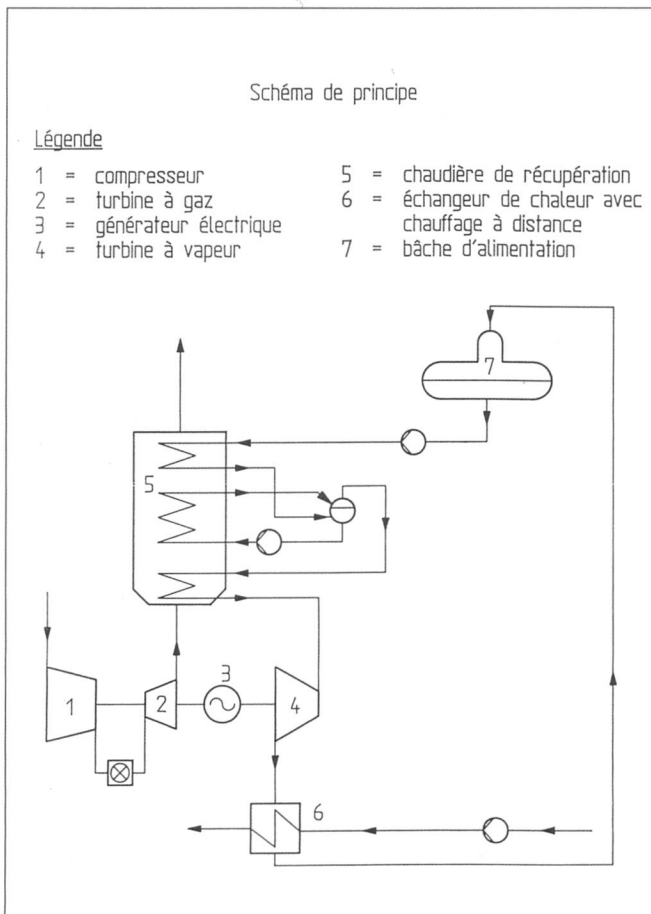 Schéma de principe
Légende
1 = compresseur
2 = turbine à gaz
3 = générateur électrique
4 = turbine à vapeur
5 = chaudière de récupération
6 = échangeur de chaleur avec
chauffage à distance
7 = bâche d'alimentation
7
5
3
1
2
4
6